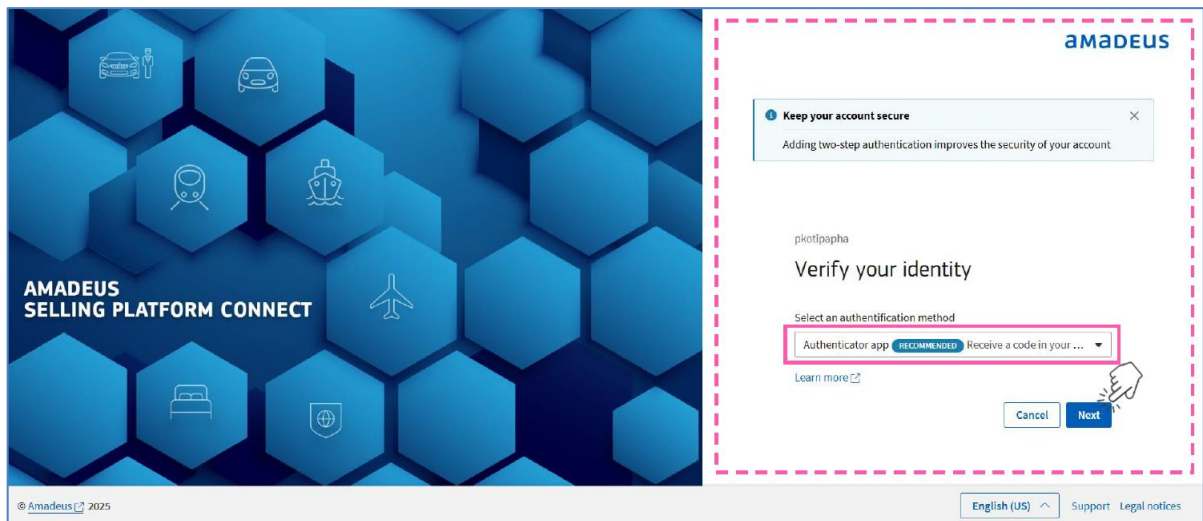 AMADEUS
SELLING PLATFORM CONNECT
aMaDEUS
Keep your account secure
Adding two-step authentication improves the security of your account
pkotipapha
Verify your identity
Select an authentification method
Authenticator app RECOMMENDED Receive a code in your ...
Learn more
Cancel Next
© Amadeus 2025
English (US) Support Legal notices